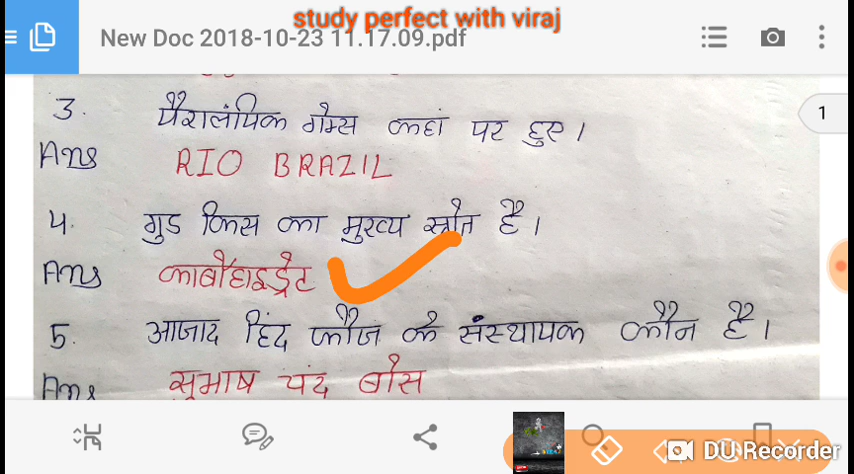 study perfect with viraj
New Doc 2018-10-23 11.17.09.pdf
1
3. पैरालंपिक गेम्स कहां पर हुए।
Ans RIO BRAZIL
4. गुड किस का मुख्य स्त्रौत है।
Ans कार्बोहाइड्रेट
5. आजाद हिंद फौज के संस्थापक कौन है।
Ans सुभाष चंद बोस
DU Recorder